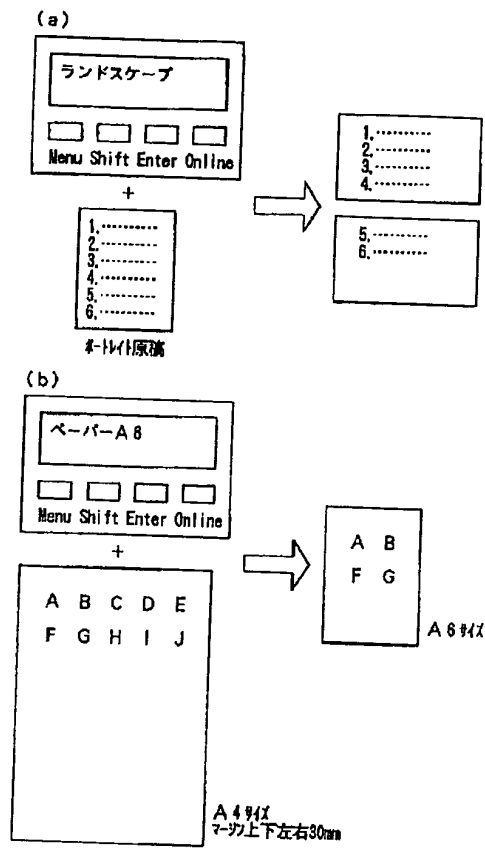 (a)
ランドスケープ
Menu Shift Enter Online
+
1.…………
2.…………
3.…………
4.…………
5.…………
6.…………
ポートレイト原稿
1.…………
2.…………
3.…………
4.…………
5.…………
6.…………
(b)
ペーパーA6
Menu Shift Enter Online
+
A B C D E
F G H I J
A4サイズ
マージン上下左右30mm
A B
F G
A6サイズ